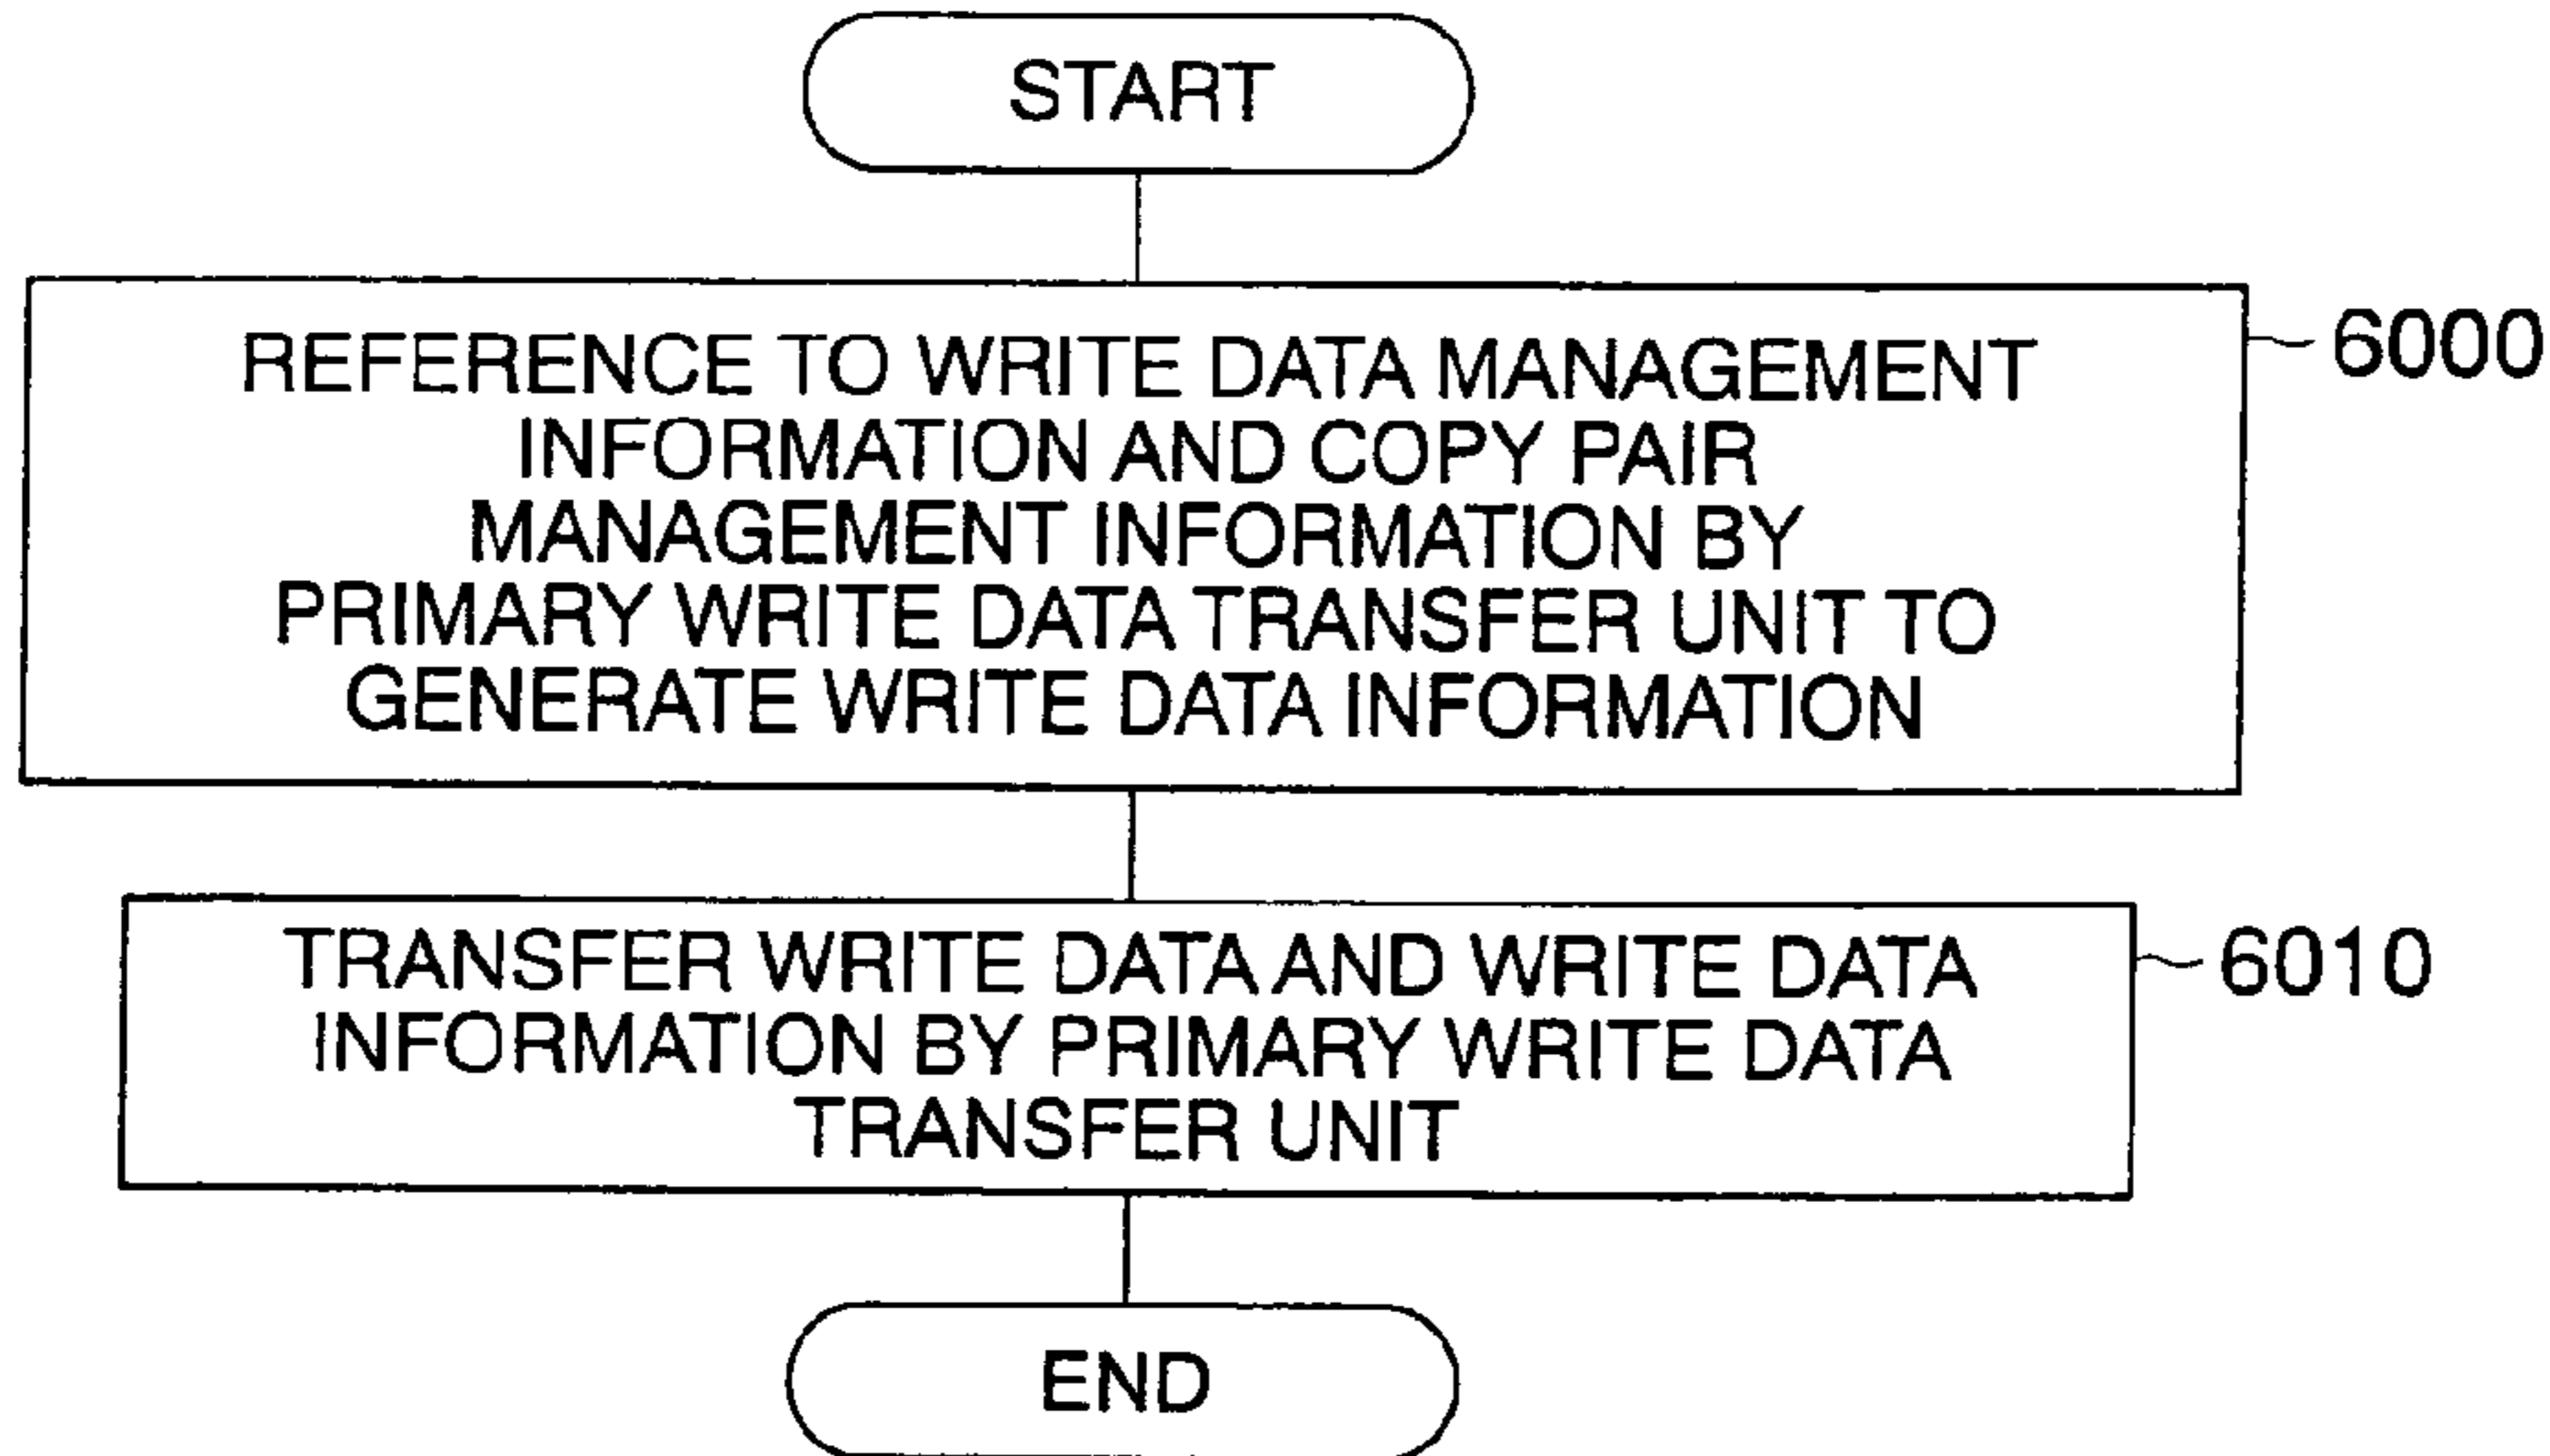 START
REFERENCE TO WRITE DATA MANAGEMENT
6000
INFORMATION AND COPY PAIR
MANAGEMENT INFORMATION BY
PRIMARY WRITE DATA TRANSFER UNIT TO
GENERATE WRITE DATA INFORMATION
TRANSFER WRITE DATA AND WRITE DATA
6010
INFORMATION BY PRIMARY WRITE DATA
TRANSFER UNIT
END